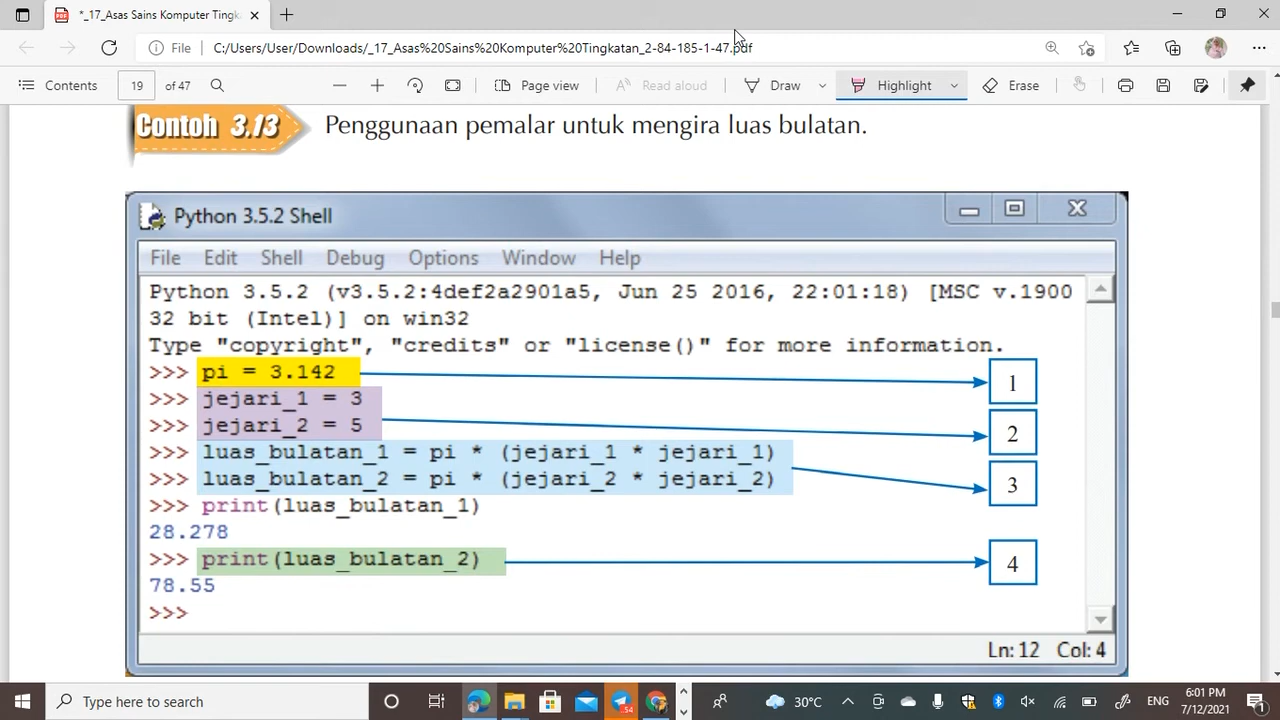 *_17_Asas Sains Komputer Tingk
File C:/Users/User/Downloads/_17_Asas%20Sains%20Komputer%20Tingkatan_2-84-185-1-47.pdf
Contents 19 of 47 Page view Read aloud Draw Highlight Erase
Contoh 3.13 Penggunaan pemalar untuk mengira luas bulatan.
Python 3.5.2 Shell
File Edit Shell Debug Options Window Help
Python 3.5.2 (v3.5.2:4def2a2901a5, Jun 25 2016, 22:01:18) [MSC v.1900
32 bit (Intel)] on win32
Type "copyright", "credits" or "license()" for more information.
>>> pi = 3.142 1
>>> jejari_1 = 3
>>> jejari_2 = 5 2
>>> luas_bulatan_1 = pi * (jejari_1 * jejari_1)
>>> luas_bulatan_2 = pi * (jejari_2 * jejari_2) 3
>>> print(luas_bulatan_1)
28.278
>>> print(luas_bulatan_2) 4
78.55
>>>
Ln: 12 Col: 4
Type here to search 54 30°C ENG 6:01 PM
7/12/2021 1